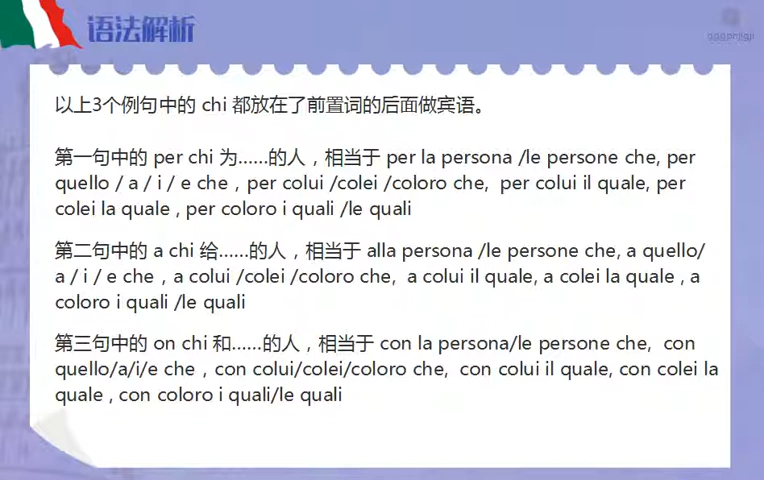 语法解析
以上3个例句中的 chi 都放在了前置词的后面做宾语。
第一句中的 per chi 为……的人，相当于 per la persona /le persone che, per
quello / a / i / e che，per colui /colei /coloro che,  per colui il quale, per
colei la quale , per coloro i quali /le quali
第二句中的 a chi 给……的人，相当于 alla persona /le persone che, a quello/
a / i / e che，a colui /colei /coloro che,  a colui il quale, a colei la quale , a
coloro i quali /le quali
第三句中的 on chi 和……的人，相当于 con la persona/le persone che,  con
quello/a/i/e che，con colui/colei/coloro che,  con colui il quale, con colei la
quale , con coloro i quali/le quali